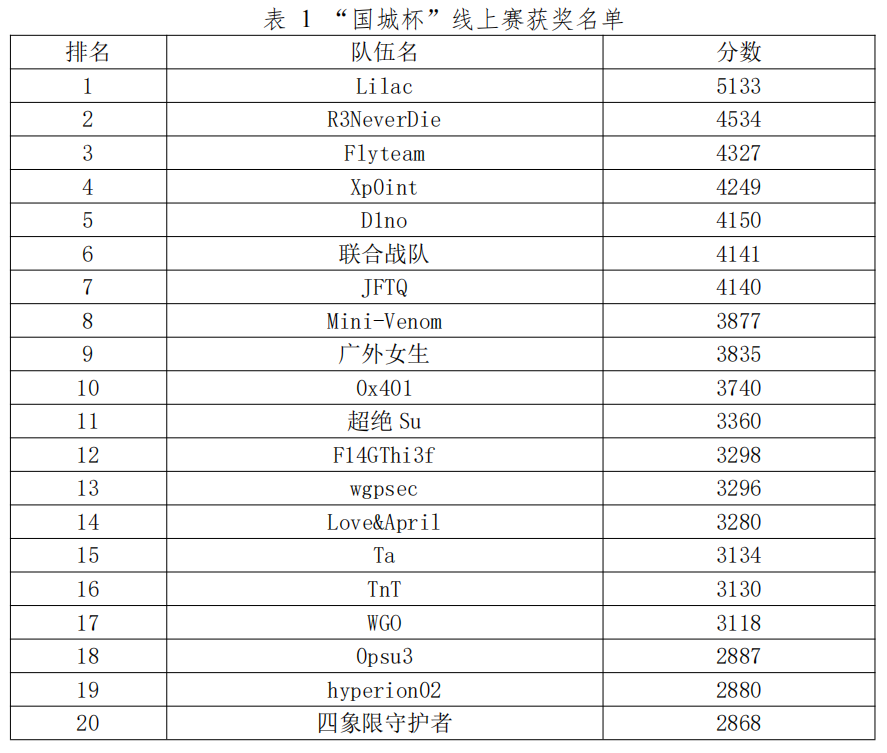 表 1 “国城杯”线上赛获奖名单
排名 队伍名 分数
1 Lilac 5133
2 R3NeverDie 4534
3 Flyteam 4327
4 Xp0int 4249
5 D1no 4150
6 联合战队 4141
7 JFTQ 4140
8 Mini-Venom 3877
9 广外女生 3835
10 0x401 3740
11 超绝 Su 3360
12 F14GThi3f 3298
13 wgpsec 3296
14 Love&April 3280
15 Ta 3134
16 TnT 3130
17 WGO 3118
18 0psu3 2887
19 hyperion02 2880
20 四象限守护者 2868